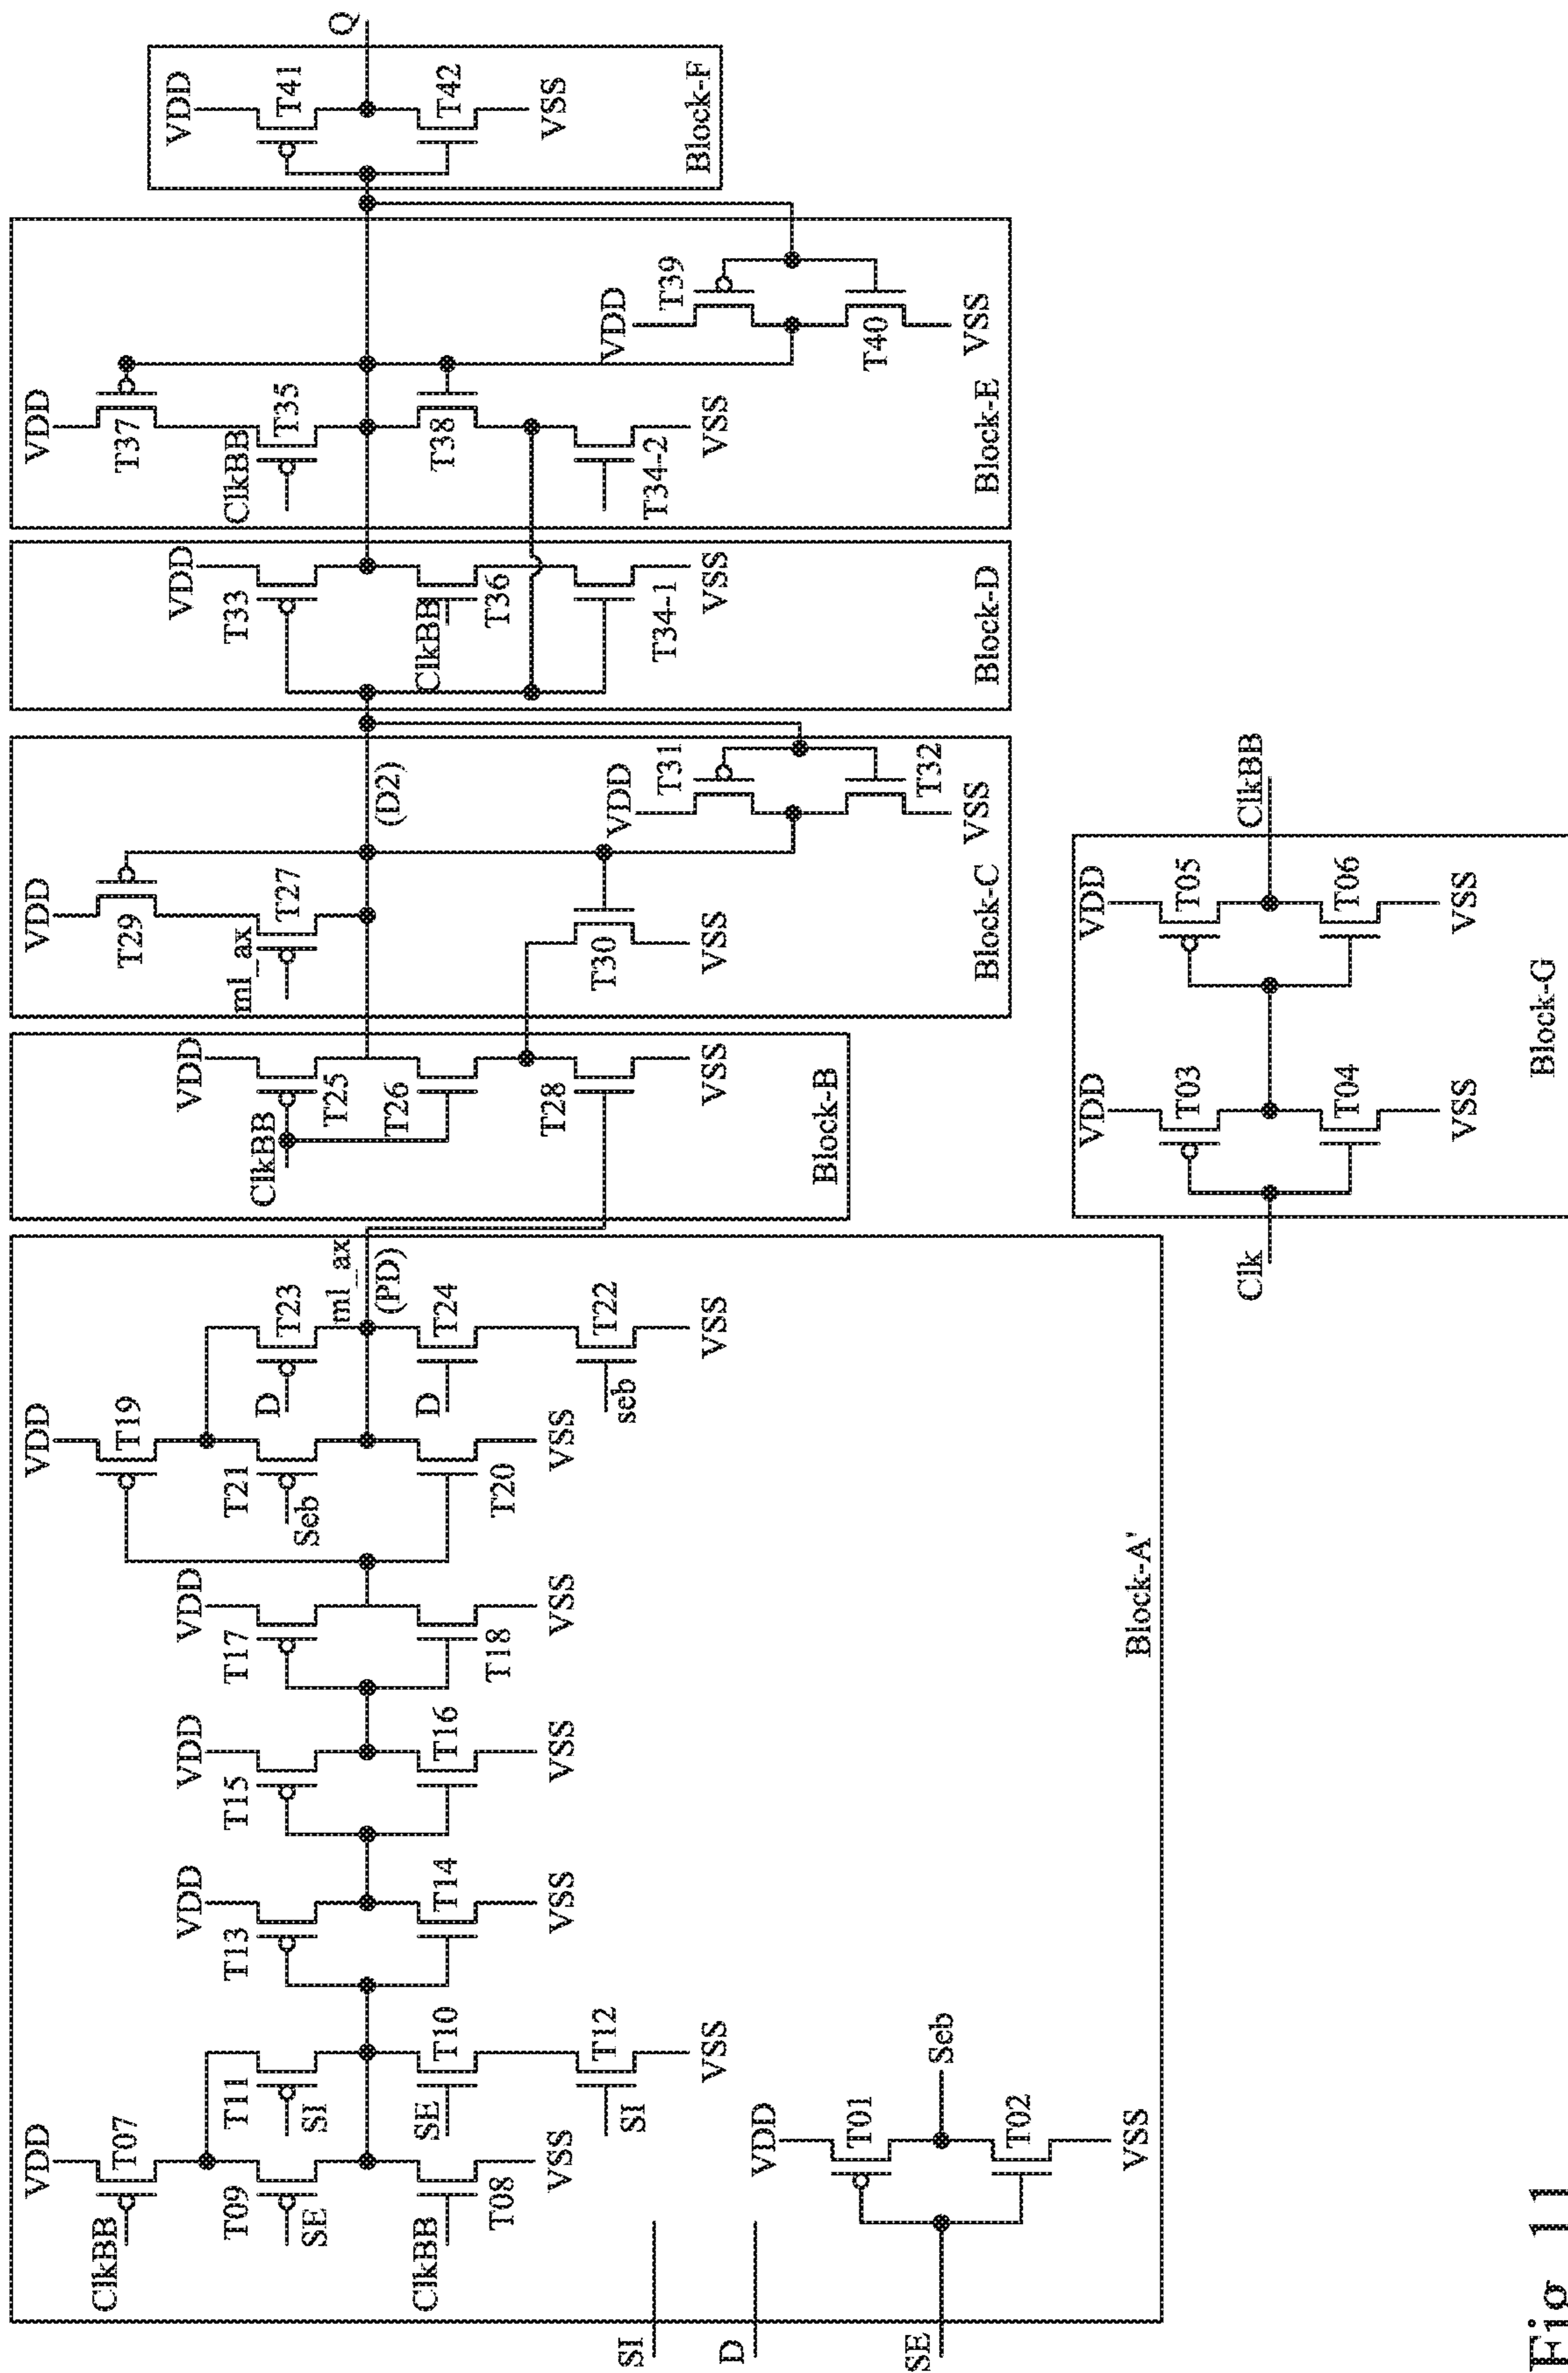 VDD
ClkBB
T07
T09
SE
T11
SI
ClkBB
T08
VSS
SE
T10
SI
T12
VSS
VDD
T13
T14
VSS
VDD
T15
T16
VSS
VDD
T17
T18
VSS
VDD
T19
T21
Seb
T20
VSS
D
T23
ml_ax
(PD)
D
T24
seb
T22
VSS
SI
D
SE
VDD
T01
Seb
T02
VSS
Block-A'
VDD
ClkBB
T25
T26
T28
VSS
Block-B
VDD
T29
ml_ax
T27
(D2)
T30
VSS
VDD
T31
T32
VSS
Block-C
VDD
T33
ClkBB
T36
T34-1
VSS
Block-D
VDD
T37
ClkBB
T35
T38
T34-2
VSS
VDD
T39
T40
VSS
Block-E
VDD
T41
T42
VSS
Block-F
Q
Clk
VDD
T03
T04
VSS
VDD
T05
T06
VSS
ClkBB
Block-G
Fig. 11